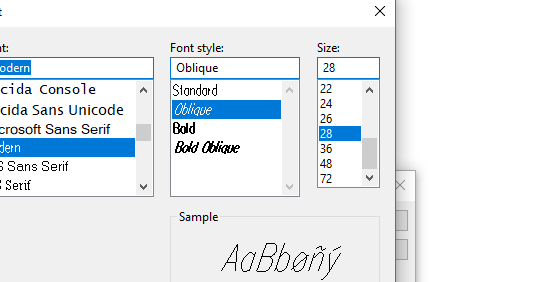 t
nt:
Font style:
Size:
odern
Oblique
28
cida Console
cida Sans Unicode
icrosoft Sans Serif
dern
S Sans Serif
S Serif
Standard
Oblique
Bold
Bold Oblique
22
24
26
28
36
48
72
Sample
AaBbøñý